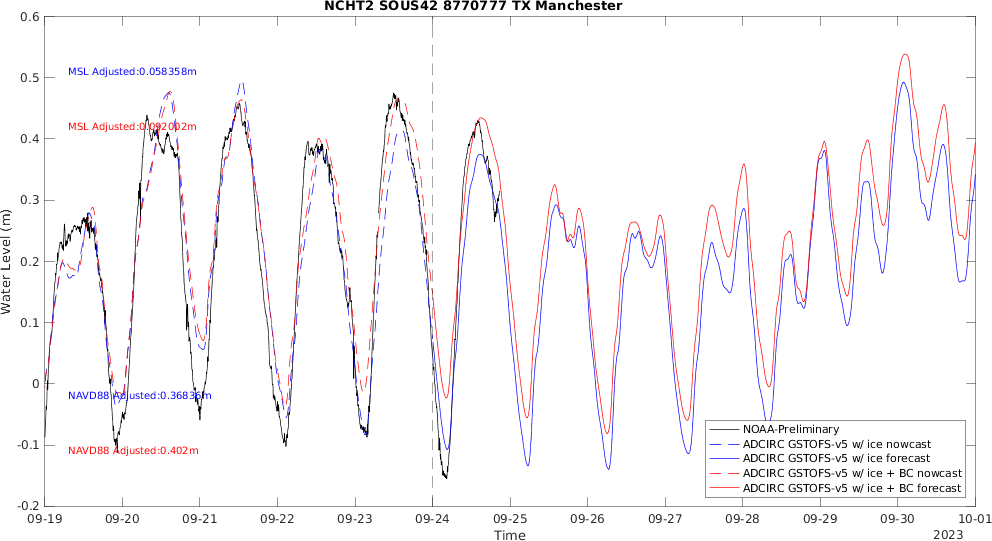 NCHT2 SOUS42 8770777 TX Manchester
0.6
0.5
0.4
0.3
0.2
0.1
0
-0.1
-0.2
Water Level (m)
MSL Adjusted:0.058358m
MSL Adjusted:0.092002m
NAVD88 Adjusted:0.36836m
NAVD88 Adjusted:0.402m
NOAA-Preliminary
ADCIRC GSTOFS-v5 w/ ice nowcast
ADCIRC GSTOFS-v5 w/ ice forecast
ADCIRC GSTOFS-v5 w/ ice + BC nowcast
ADCIRC GSTOFS-v5 w/ ice + BC forecast
09-19 09-20 09-21 09-22 09-23 09-24 09-25 09-26 09-27 09-28 09-29 09-30 10-01
Time
2023